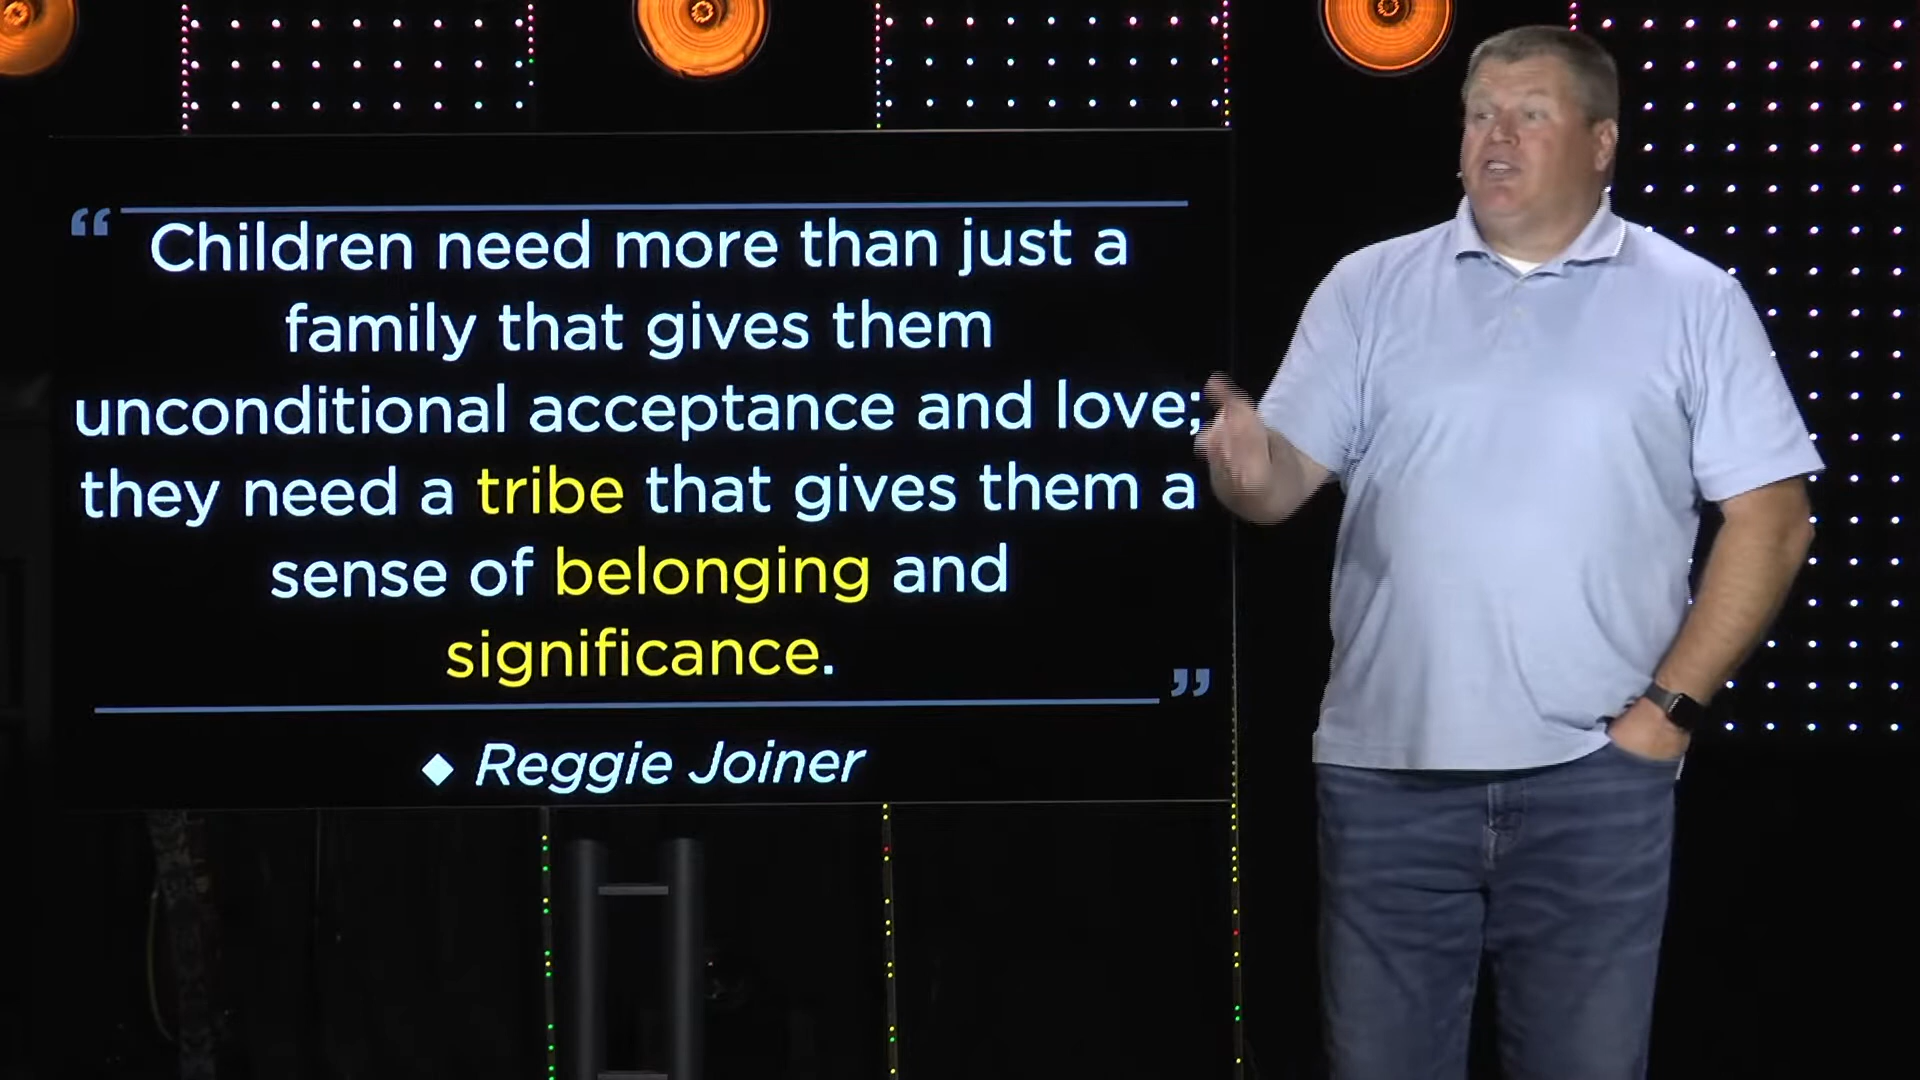 “ Children need more than just a
family that gives them
unconditional acceptance and love;
they need a tribe that gives them a
sense of belonging and
significance. ”
◆ Reggie Joiner